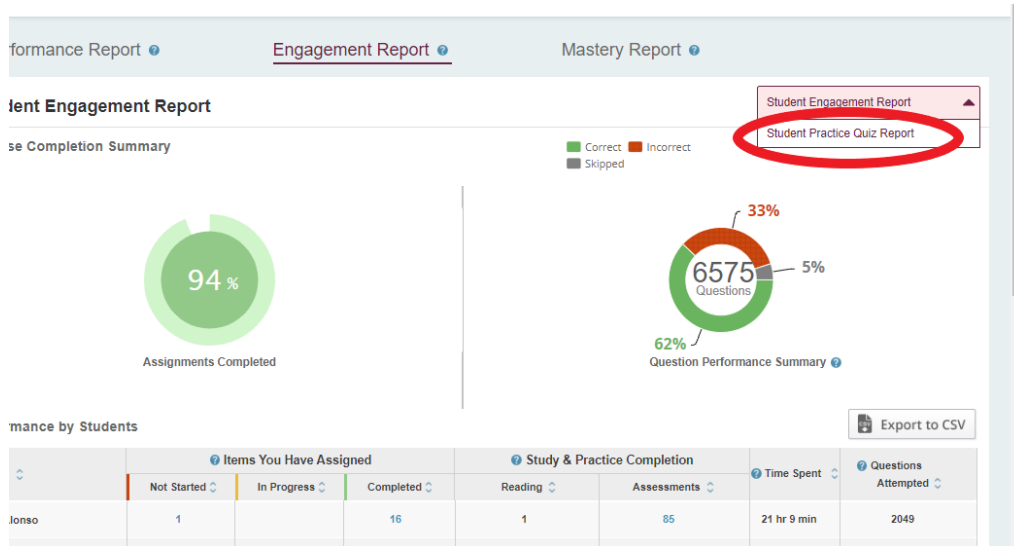 formance Report
Engagement Report
Mastery Report
dent Engagement Report
Student Engagement Report
Student Practice Quiz Report
se Completion Summary
Correct Incorrect
Skipped
94 %
Assignments Completed
33%
6575
Questions
5%
62%
Question Performance Summary
rmance by Students
CSV
Export to CSV
Items You Have Assigned
Study & Practice Completion
Time Spent
Questions
Attempted
Not Started
In Progress
Completed
Reading
Assessments
lonso
1
16
1
85
21 hr 9 min
2049